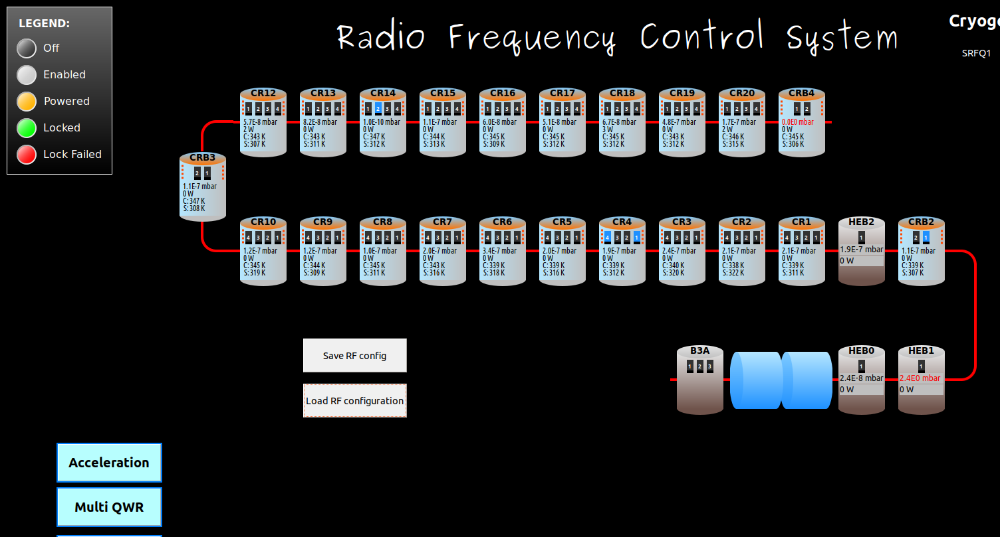 LEGEND:
Off
Enabled
Powered
Locked
Lock Failed
Radio Frequency Control System
Cryoge
SRFQ1
CR12
1 2 3 4
5.7E-8 mbar
2 W
C: 343 K
S: 307 K
CR13
1 2 3 4
8.2E-8 mbar
0 W
C: 343 K
S: 311 K
CR14
1 2 3 4
1.0E-10 mbar
0 W
C: 347 K
S: 312 K
CR15
1 2 3 4
1.1E-7 mbar
0 W
C: 344 K
S: 313 K
CR16
1 2 3 4
6.0E-8 mbar
0 W
C: 345 K
S: 309 K
CR17
1 2 3 4
5.1E-8 mbar
0 W
C: 345 K
S: 312 K
CR18
1 2 3 4
6.7E-8 mbar
3 W
C: 345 K
S: 312 K
CR19
1 2 3 4
4.8E-7 mbar
0 W
C: 343 K
S: 312 K
CR20
1 2 3 4
1.7E-7 mbar
2 W
C: 346 K
S: 315 K
CRB4
1 2
0.0E0 mbar
0 W
C: 345 K
S: 306 K
CRB3
2 1
1.1E-7 mbar
0 W
C: 347 K
S: 308 K
CR10
4 3 2 1
1.2E-7 mbar
0 W
C: 345 K
S: 319 K
CR9
4 3 2 1
1.2E-7 mbar
0 W
C: 344 K
S: 309 K
CR8
4 3 2 1
1.0E-7 mbar
0 W
C: 345 K
S: 311 K
CR7
4 3 2 1
2.0E-7 mbar
0 W
C: 343 K
S: 316 K
CR6
4 3 2 1
3.4E-7 mbar
0 W
C: 339 K
S: 318 K
CR5
4 3 2 1
2.0E-7 mbar
0 W
C: 339 K
S: 316 K
CR4
4 3 2 1
1.9E-7 mbar
0 W
C: 339 K
S: 312 K
CR3
4 3 2 1
2.4E-7 mbar
0 W
C: 340 K
S: 320 K
CR2
4 3 2 1
2.1E-7 mbar
0 W
C: 338 K
S: 322 K
CR1
4 3 2 1
2.1E-7 mbar
0 W
C: 339 K
S: 311 K
HEB2
1
1.9E-7 mbar
0 W
CRB2
2 1
1.1E-7 mbar
0 W
C: 339 K
S: 307 K
Save RF config
Load RF configuration
B3A
1 2 3
HEB0
1
2.4E-8 mbar
0 W
HEB1
1
2.4E0 mbar
0 W
Acceleration
Multi QWR